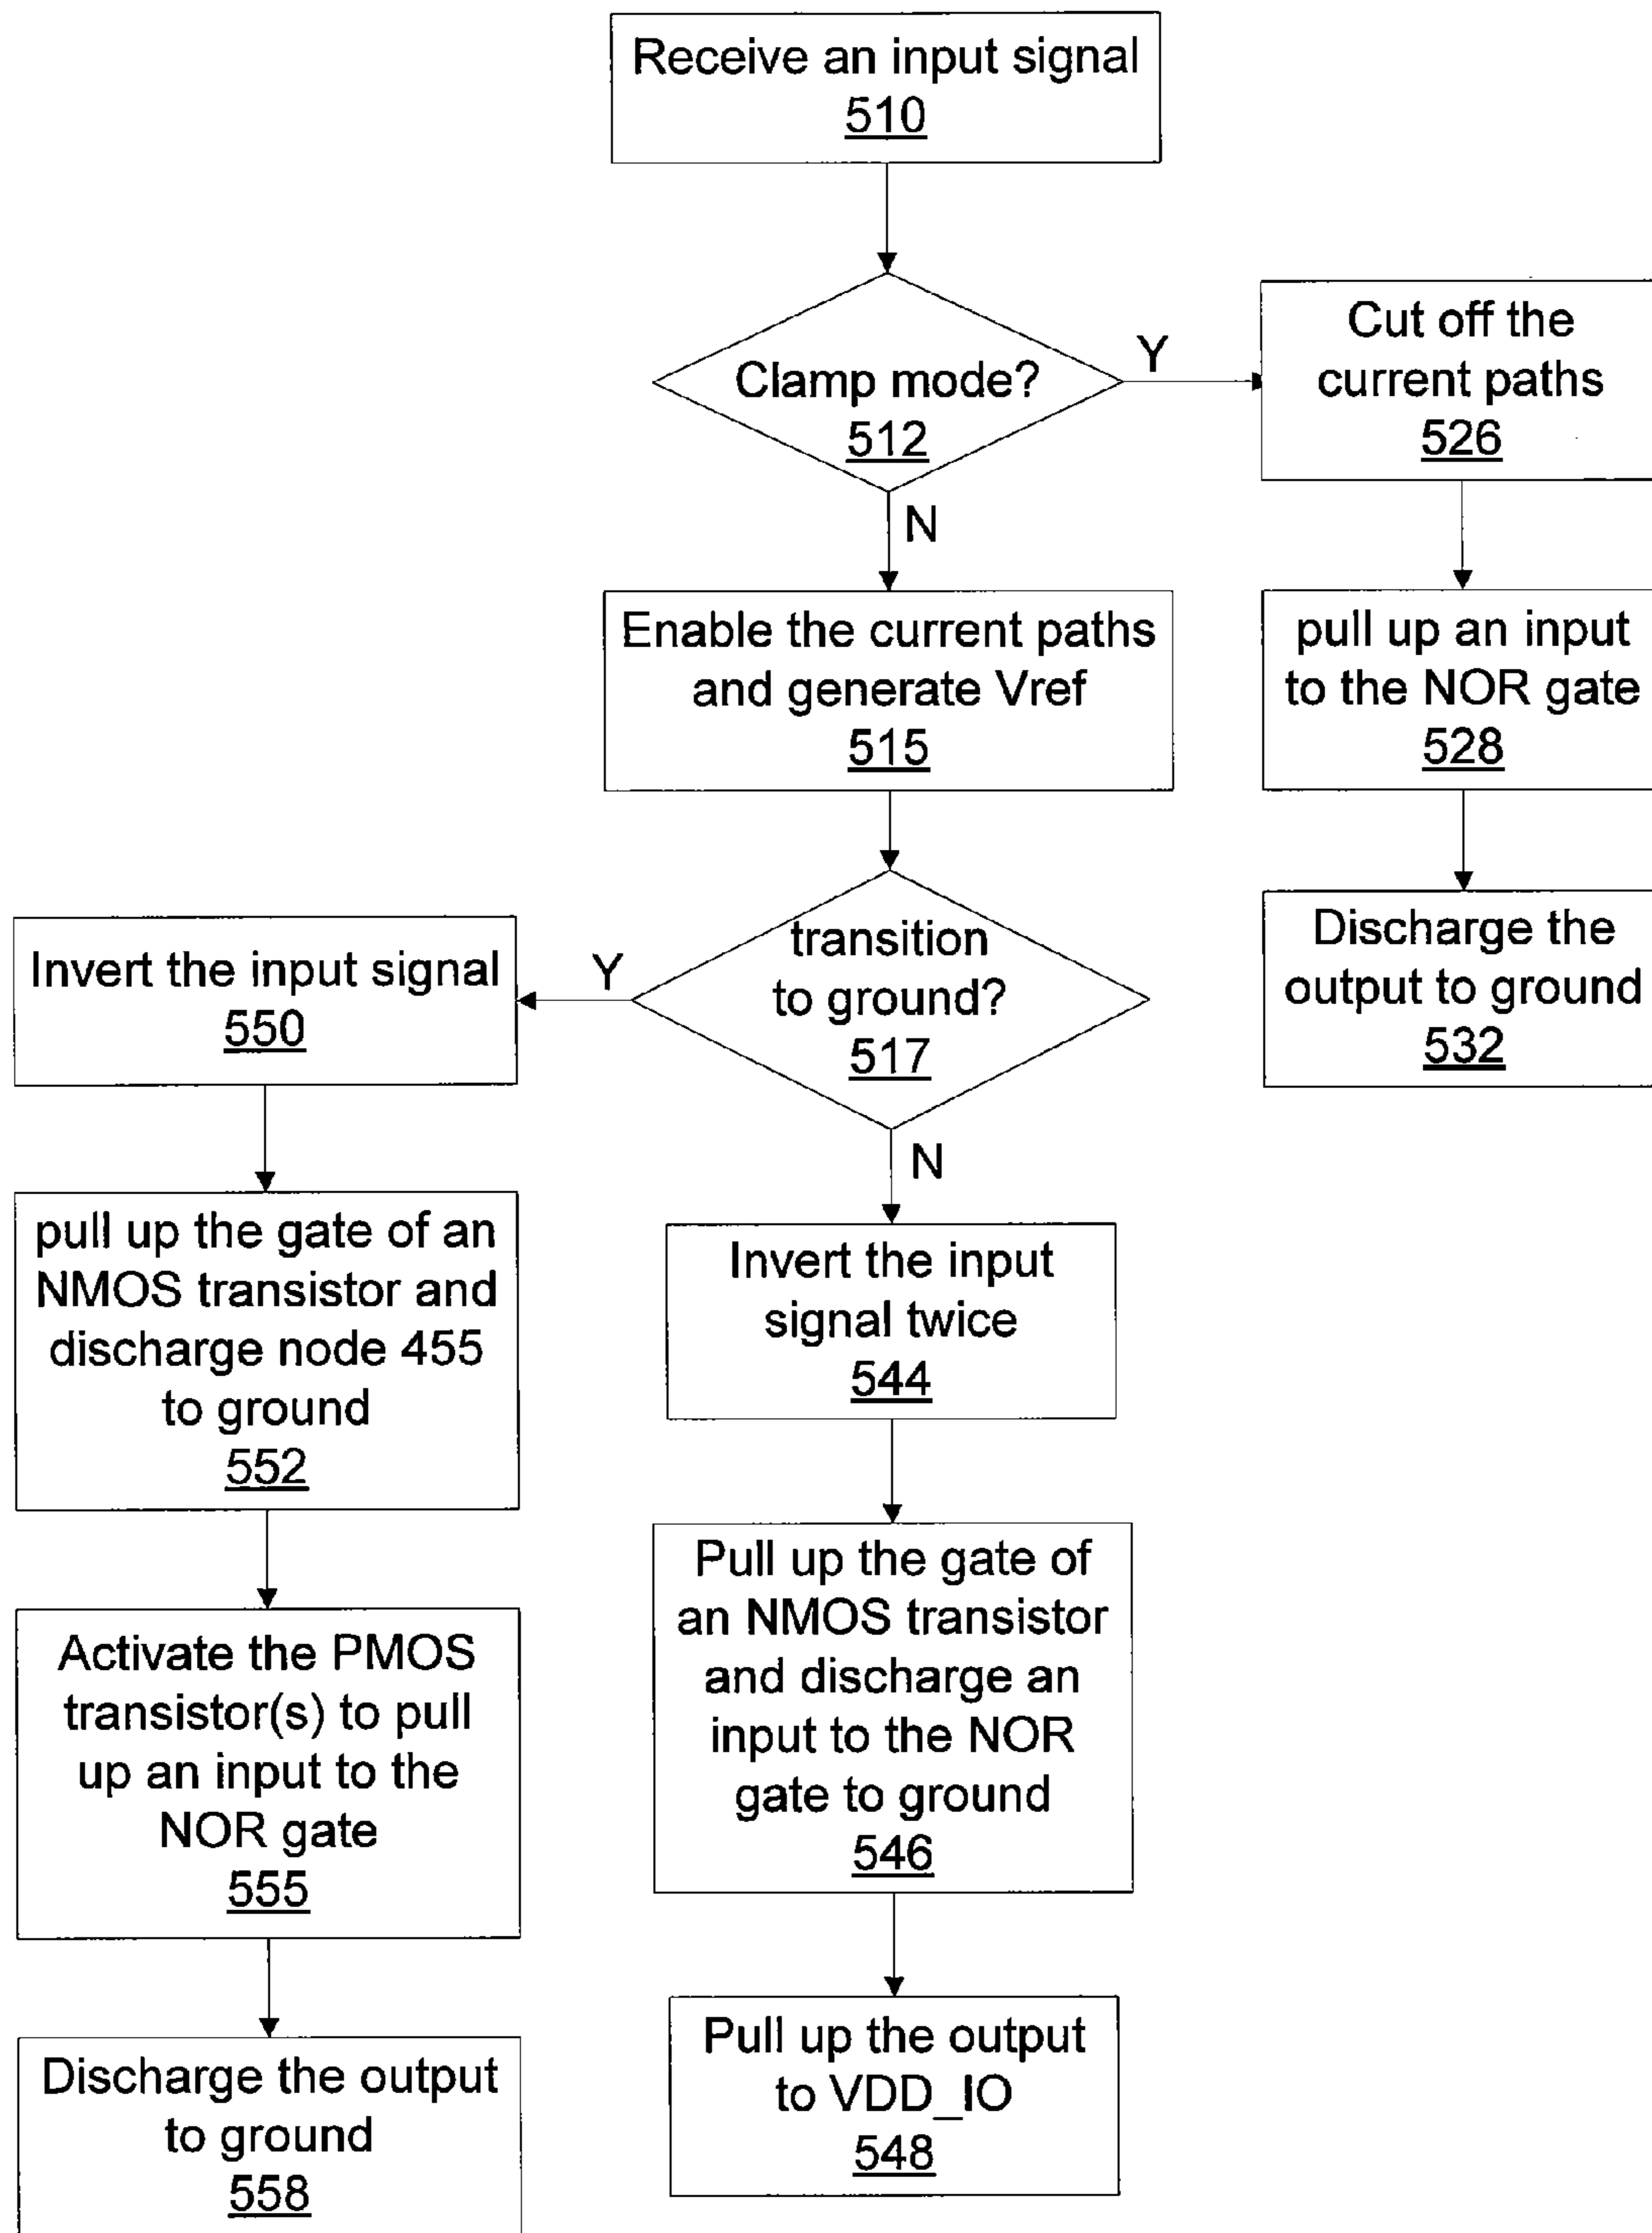 Receive an input signal
510
Clamp mode?
512
Y
N
Cut off the
current paths
526
Enable the current paths
and generate Vref
515
pull up an input
to the NOR gate
528
transition
to ground?
517
Y
N
Discharge the
output to ground
532
Invert the input signal
550
pull up the gate of an
NMOS transistor and
discharge node 455
to ground
552
Activate the PMOS
transistor(s) to pull
up an input to the
NOR gate
555
Discharge the output
to ground
558
Invert the input
signal twice
544
Pull up the gate of
an NMOS transistor
and discharge an
input to the NOR
gate to ground
546
Pull up the output
to VDD_IO
548